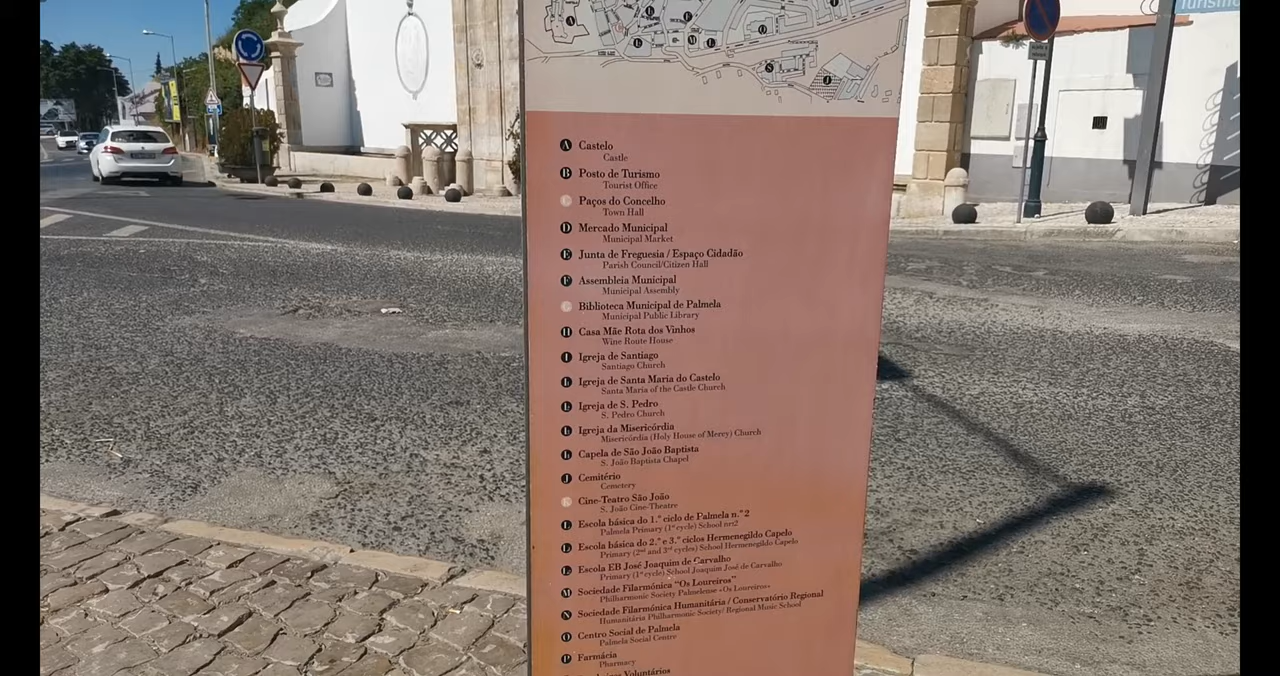 Turismo
A Castelo
Castle
B Posto de Turismo
Tourist Office
C Paços do Concelho
Town Hall
D Mercado Municipal
Municipal Market
E Junta de Freguesia / Espaço Cidadão
Parish Council/Citizen Hall
F Assembleia Municipal
Municipal Assembly
G Biblioteca Municipal de Palmela
Municipal Public Library
H Casa Mãe Rota dos Vinhos
Wine Route House
I Igreja de Santiago
Santiago Church
Igreja de Santa Maria do Castelo
Santa Maria of the Castle Church
Igreja de S. Pedro
S. Pedro Church
Igreja da Misericórdia
Misericórdia (Holy House of Mercy) Church
Capela de São João Baptista
S. João Baptista Chapel
J Cemitério
Cemetery
K Cine-Teatro São João
S. João Cine-Theatre
L Escola básica do 1.º ciclo de Palmela n.º 2
Palmela Primary (1st cycle) School nr2
Escola básica do 2.º e 3.º ciclos Hermenegildo Capelo
Primary (2nd and 3rd cycles) School Hermenegildo Capelo
Escola EB José Joaquim de Carvalho
Primary (1st cycle) School Joaquim José de Carvalho
M Sociedade Filarmónica "Os Loureiros"
Philharmonic Society Palmelense «Os Loureiros»
N Sociedade Filarmónica Humanitária / Conservatório Regional
Humanitária Philharmonic Society/ Regional Music School
O Centro Social de Palmela
Palmela Social Centre
P Farmácia
Pharmacy
Voluntários